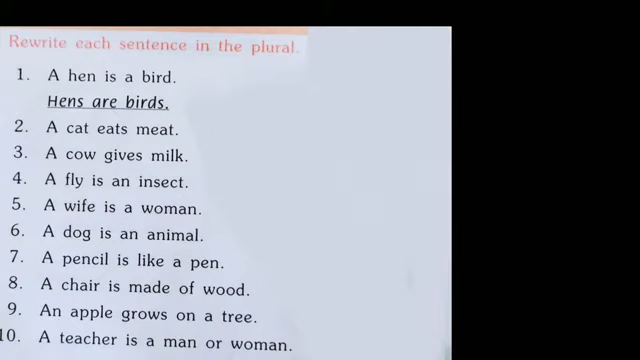 Rewrite each sentence in the plural.
1. A hen is a bird.
Hens are birds.
2. A cat eats meat.
3. A cow gives milk.
4. A fly is an insect.
5. A wife is a woman.
6. A dog is an animal.
7. A pencil is like a pen.
8. A chair is made of wood.
9. An apple grows on a tree.
10. A teacher is a man or woman.